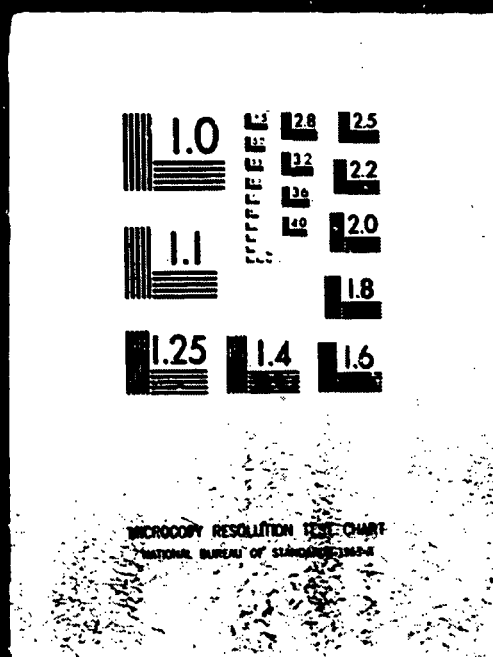 1.0 2.8 2.5
3.2 2.2
3.6
4.0 2.0
1.1
1.8
1.25 1.4 1.6
MICROCOPY RESOLUTION TEST CHART
NATIONAL BUREAU OF STANDARDS-1963-A